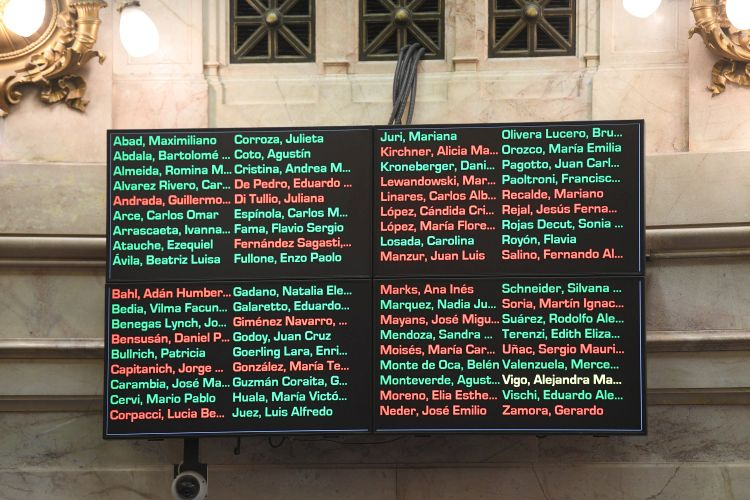 Abad, Maximiliano
Abdala, Bartolomé ...
Almeida, Romina M...
Alvarez Rivero, Car...
Andrada, Guillermo...
Arce, Carlos Omar
Arrascaeta, Ivanna...
Atauche, Ezequiel
Ávila, Beatriz Luisa
Corroza, Julieta
Coto, Agustín
Cristina, Andrea M...
De Pedro, Eduardo ...
Di Tullio, Juliana
Espínola, Carlos M...
Fama, Flavio Sergio
Fernández Sagasti,...
Fullone, Enzo Paolo
Juri, Mariana
Kirchner, Alicia Ma...
Kroneberger, Dani...
Lewandowski, Mar...
Linares, Carlos Alb...
López, Cándida Cri...
López, María Flore...
Losada, Carolina
Manzur, Juan Luis
Olivera Lucero, Bru...
Orozco, María Emilia
Pagotto, Juan Carl...
Paoltroni, Francisc...
Recalde, Mariano
Rejal, Jesús Ferna...
Rojas Decut, Sonia ...
Royón, Flavia
Salino, Fernando Al...
Bahl, Adán Humber...
Bedia, Vilma Facun...
Benegas Lynch, Jo...
Bensusán, Daniel P...
Bullrich, Patricia
Capitanich, Jorge ...
Carambia, José Ma...
Cervi, Mario Pablo
Corpacci, Lucia Be...
Gadano, Natalia Ele...
Galaretto, Eduardo...
Giménez Navarro, ...
Godoy, Juan Cruz
Goerling Lara, Enri...
González, María Te...
Guzmán Coraita, G...
Huala, María Victó...
Juez, Luis Alfredo
Marks, Ana Inés
Marquez, Nadia Ju...
Mayans, José Migu...
Mendoza, Sandra ...
Moisés, María Car...
Monte de Oca, Belén
Monteverde, Agust...
Moreno, Elia Esthe...
Neder, José Emilio
Schneider, Silvana ...
Soria, Martín Ignac...
Suárez, Rodolfo Ale...
Terenzi, Edith Eliza...
Uñac, Sergio Mauri...
Valenzuela, Merce...
Vigo, Alejandra Ma...
Vischi, Eduardo Ale...
Zamora, Gerardo